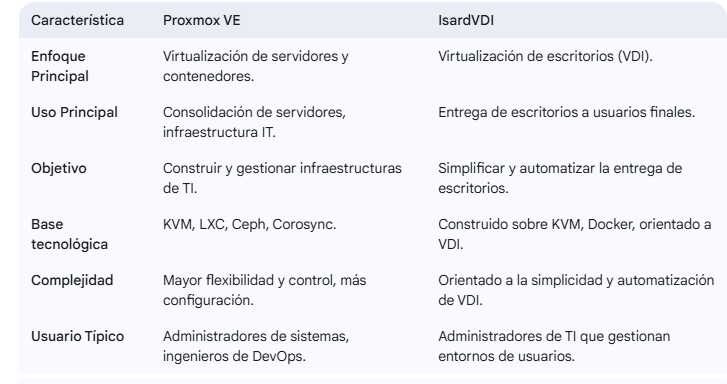 Característica Proxmox VE IsardVDI
Enfoque Principal Virtualización de servidores y contenedores. Virtualización de escritorios (VDI).
Uso Principal Consolidación de servidores, infraestructura IT. Entrega de escritorios a usuarios finales.
Objetivo Construir y gestionar infraestructuras de TI. Simplificar y automatizar la entrega de escritorios.
Base tecnológica KVM, LXC, Ceph, Corosync. Construido sobre KVM, Docker, orientado a VDI.
Complejidad Mayor flexibilidad y control, más configuración. Orientado a la simplicidad y automatización de VDI.
Usuario Típico Administradores de sistemas, ingenieros de DevOps. Administradores de TI que gestionan entornos de usuarios.